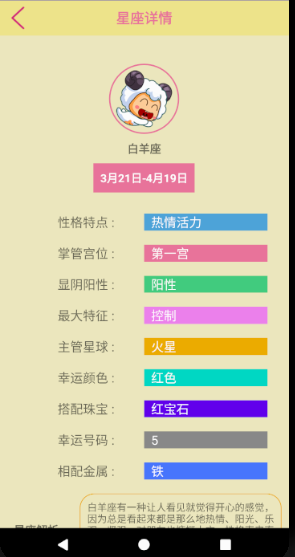 星座详情
白羊座
3月21日-4月19日
性格特点： 热情活力
掌管宫位： 第一宫
显阴阳性： 阳性
最大特征： 控制
主管星球： 火星
幸运颜色： 红色
搭配珠宝： 红宝石
幸运号码： 5
相配金属： 铁
白羊座有一种让人看见就觉得开心的感觉，
因为总是看起来都是那么地热情、阳光、乐
星座解析